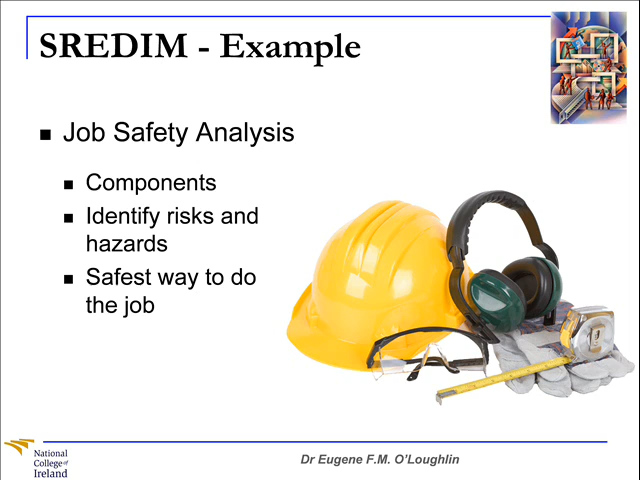 SREDIM - Example
Job Safety Analysis
Components
Identify risks and
hazards
Safest way to do
the job
National
College of
Ireland
Dr Eugene F.M. O'Loughlin